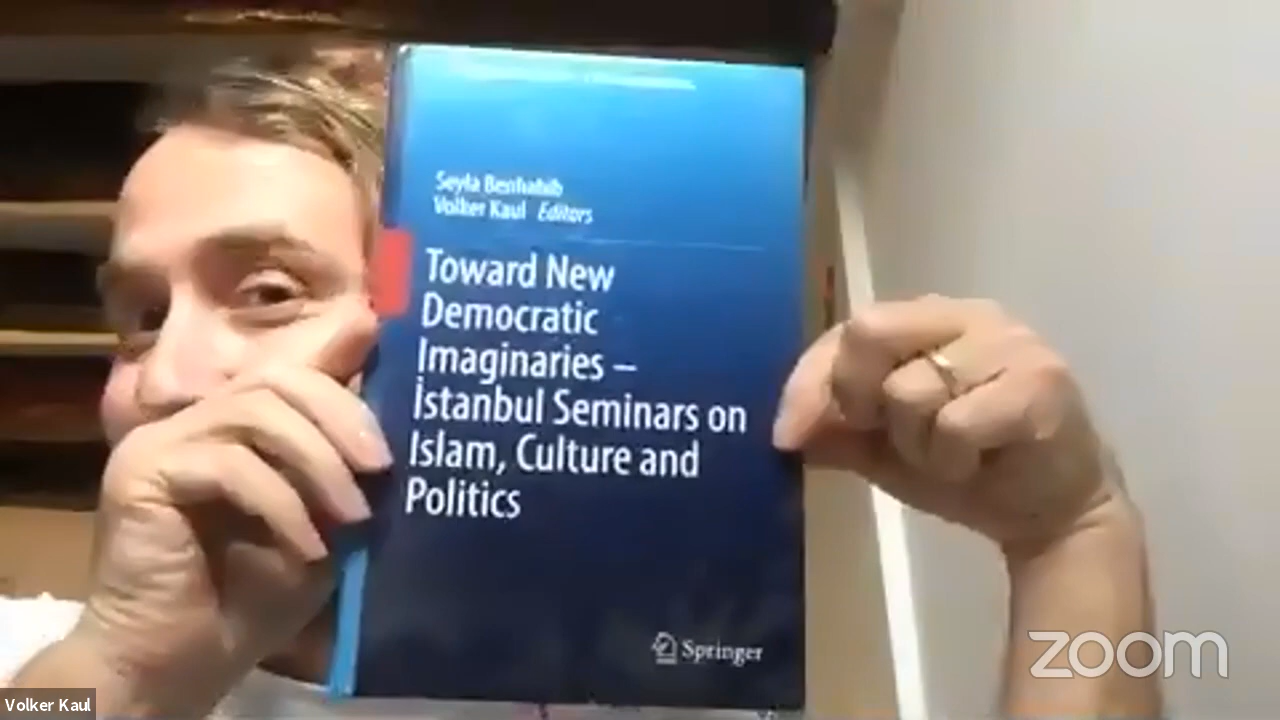 Seyla Benhabib
Volker Kaul Editors
Toward New
Democratic
Imaginaries –
İstanbul Seminars on
Islam, Culture and
Politics
Springer
zoom
Volker Kaul